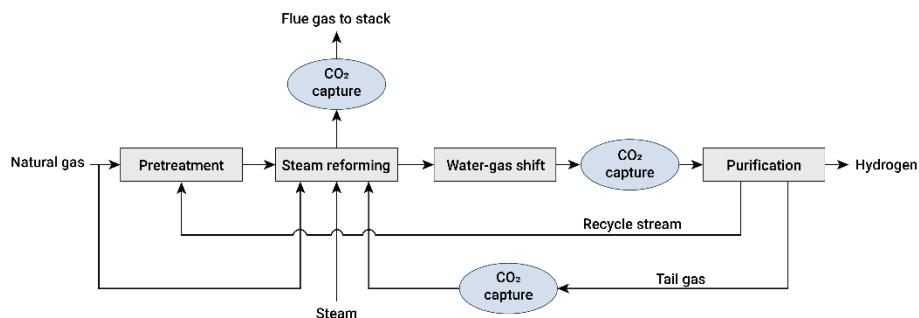 Flue gas to stack
CO₂
capture
Natural gas
Pretreatment
Steam reforming
Water-gas shift
CO₂
capture
Purification
Hydrogen
Recycle stream
CO₂
capture
Tail gas
Steam